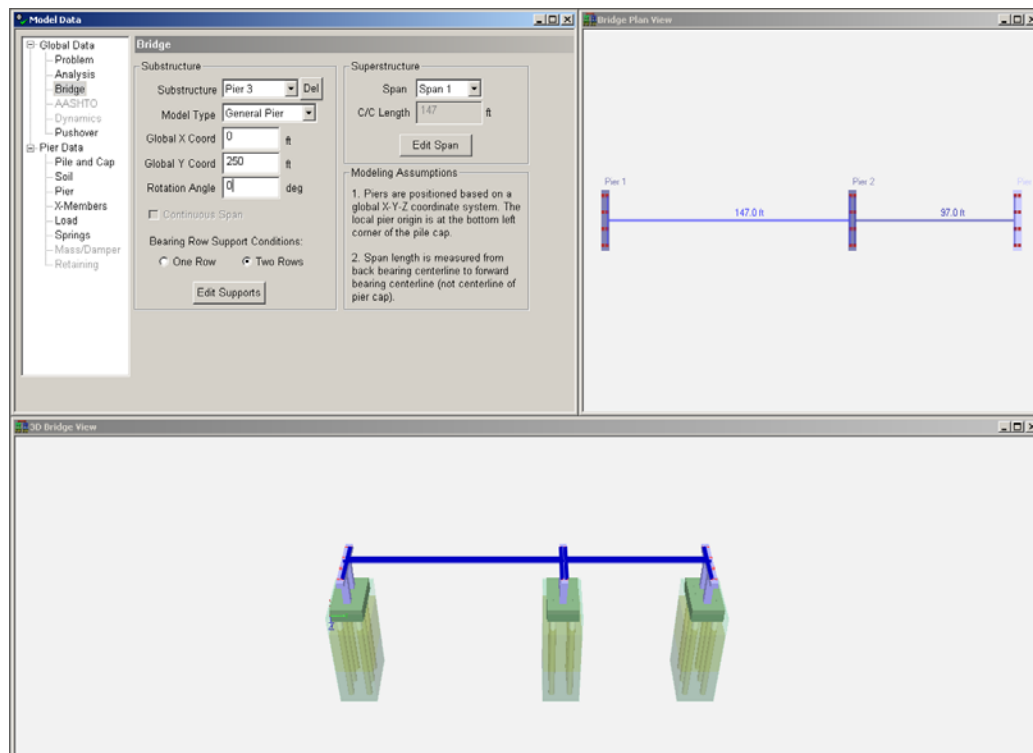 Model Data
Global Data
Problem
Analysis
Bridge
AASHTO
Dynamics
Pushover
Pier Data
Pile and Cap
Soil
Pier
X-Members
Load
Springs
Mass/Damper
Retaining
Bridge
Substructure
Substructure Pier 3 Del
Model Type General Pier
Global X Coord 0 ft
Global Y Coord 250 ft
Rotation Angle 0 deg
Continuous Span
Bearing Row Support Conditions:
One Row Two Rows
Edit Supports
Superstructure
Span Span 1
C/C Length 147 ft
Edit Span
Modeling Assumptions
1. Piers are positioned based on a
global X-Y-Z coordinate system. The
local pier origin is at the bottom left
corner of the pile cap.
2. Span length is measured from
back bearing centerline to forward
bearing centerline (not centerline of
pier cap).
Bridge Plan View
Pier 1
Pier 2
Pier
147.0 ft
97.0 ft
3D Bridge View
Z